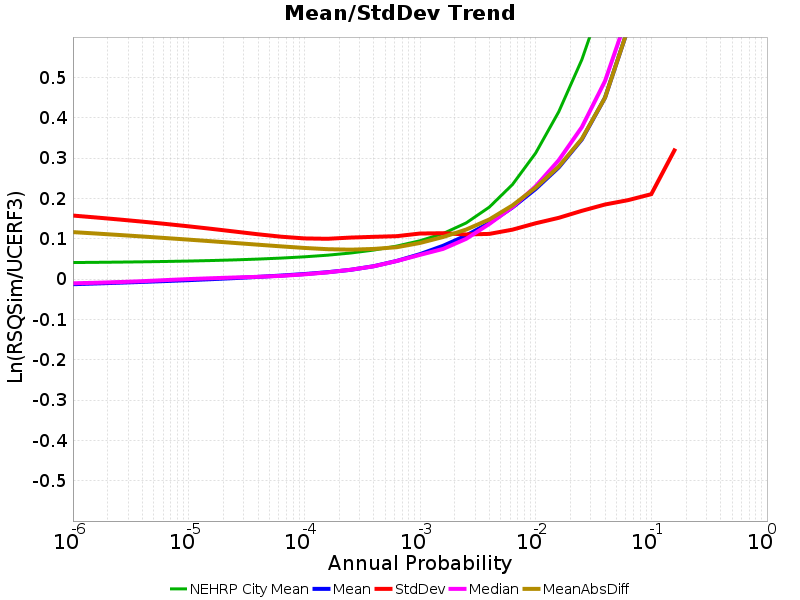 Mean/StdDev Trend
Ln(RSQSim/UCERF3)
0.5
0.4
0.3
0.2
0.1
0
-0.1
-0.2
-0.3
-0.4
-0.5
10^-6 10^-5 10^-4 10^-3 10^-2 10^-1 10^0
Annual Probability
NEHRP City Mean Mean StdDev Median MeanAbsDiff